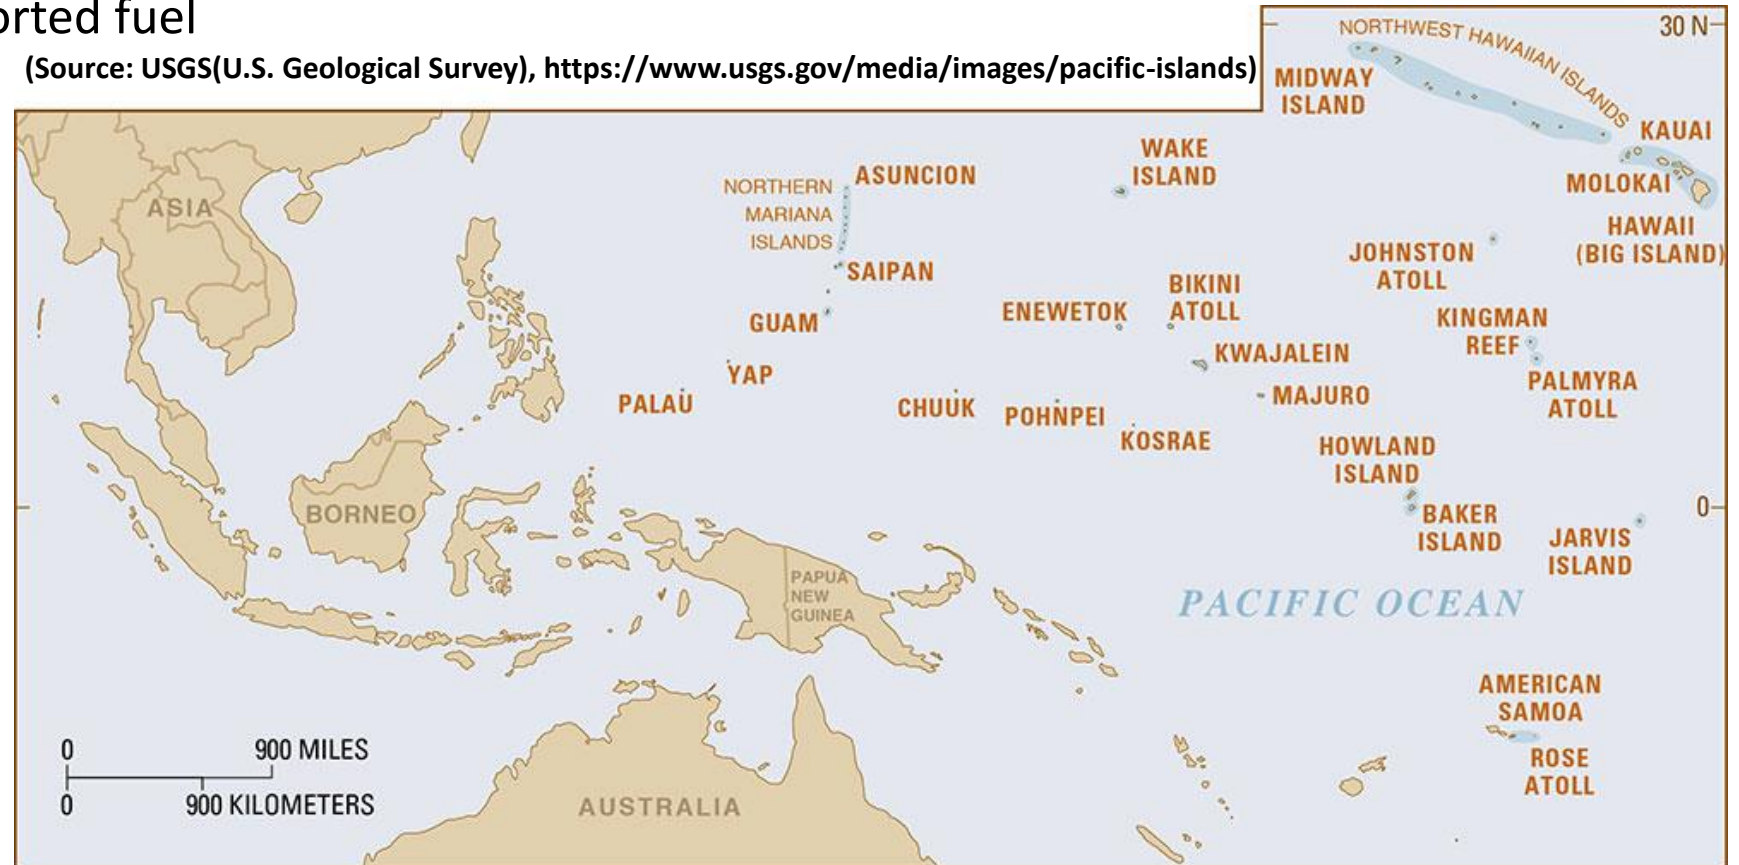 orted fuel
(Source: USGS(U.S. Geological Survey), https://www.usgs.gov/media/images/pacific-islands)
NORTHWEST HAWAIIAN ISLANDS
30 N
MIDWAY
ISLAND
KAUAI
WAKE
ISLAND
ASUNCION
NORTHERN
MARIANA
ISLANDS
MOLOKAI
ASIA
HAWAII
(BIG ISLAND)
JOHNSTON
ATOLL
SAIPAN
BIKINI
ATOLL
ENEWETOK
GUAM
KINGMAN
REEF
KWAJALEIN
YAP
PALAU
MAJURO
PALMYRA
ATOLL
CHUUK
POHNPEI
KOSRAE
HOWLAND
ISLAND
BORNEO
0
BAKER
ISLAND
JARVIS
ISLAND
PAPUA
NEW
GUINEA
PACIFIC OCEAN
AMERICAN
SAMOA
ROSE
ATOLL
0 900 MILES
0 900 KILOMETERS
AUSTRALIA